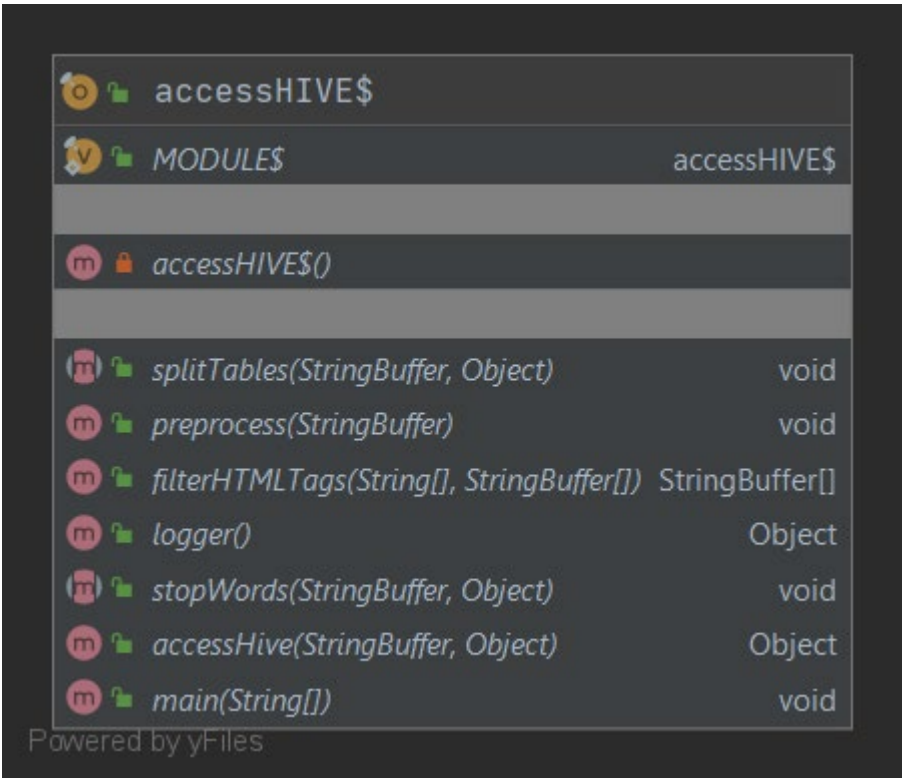 accessHIVE$
MODULE$ accessHIVE$
accessHIVE$()
splitTables(StringBuffer, Object) void
preprocess(StringBuffer) void
filterHTMLTags(String[], StringBuffer[]) StringBuffer[]
logger() Object
stopWords(StringBuffer, Object) void
accessHive(StringBuffer, Object) Object
main(String[]) void
Powered by yFiles